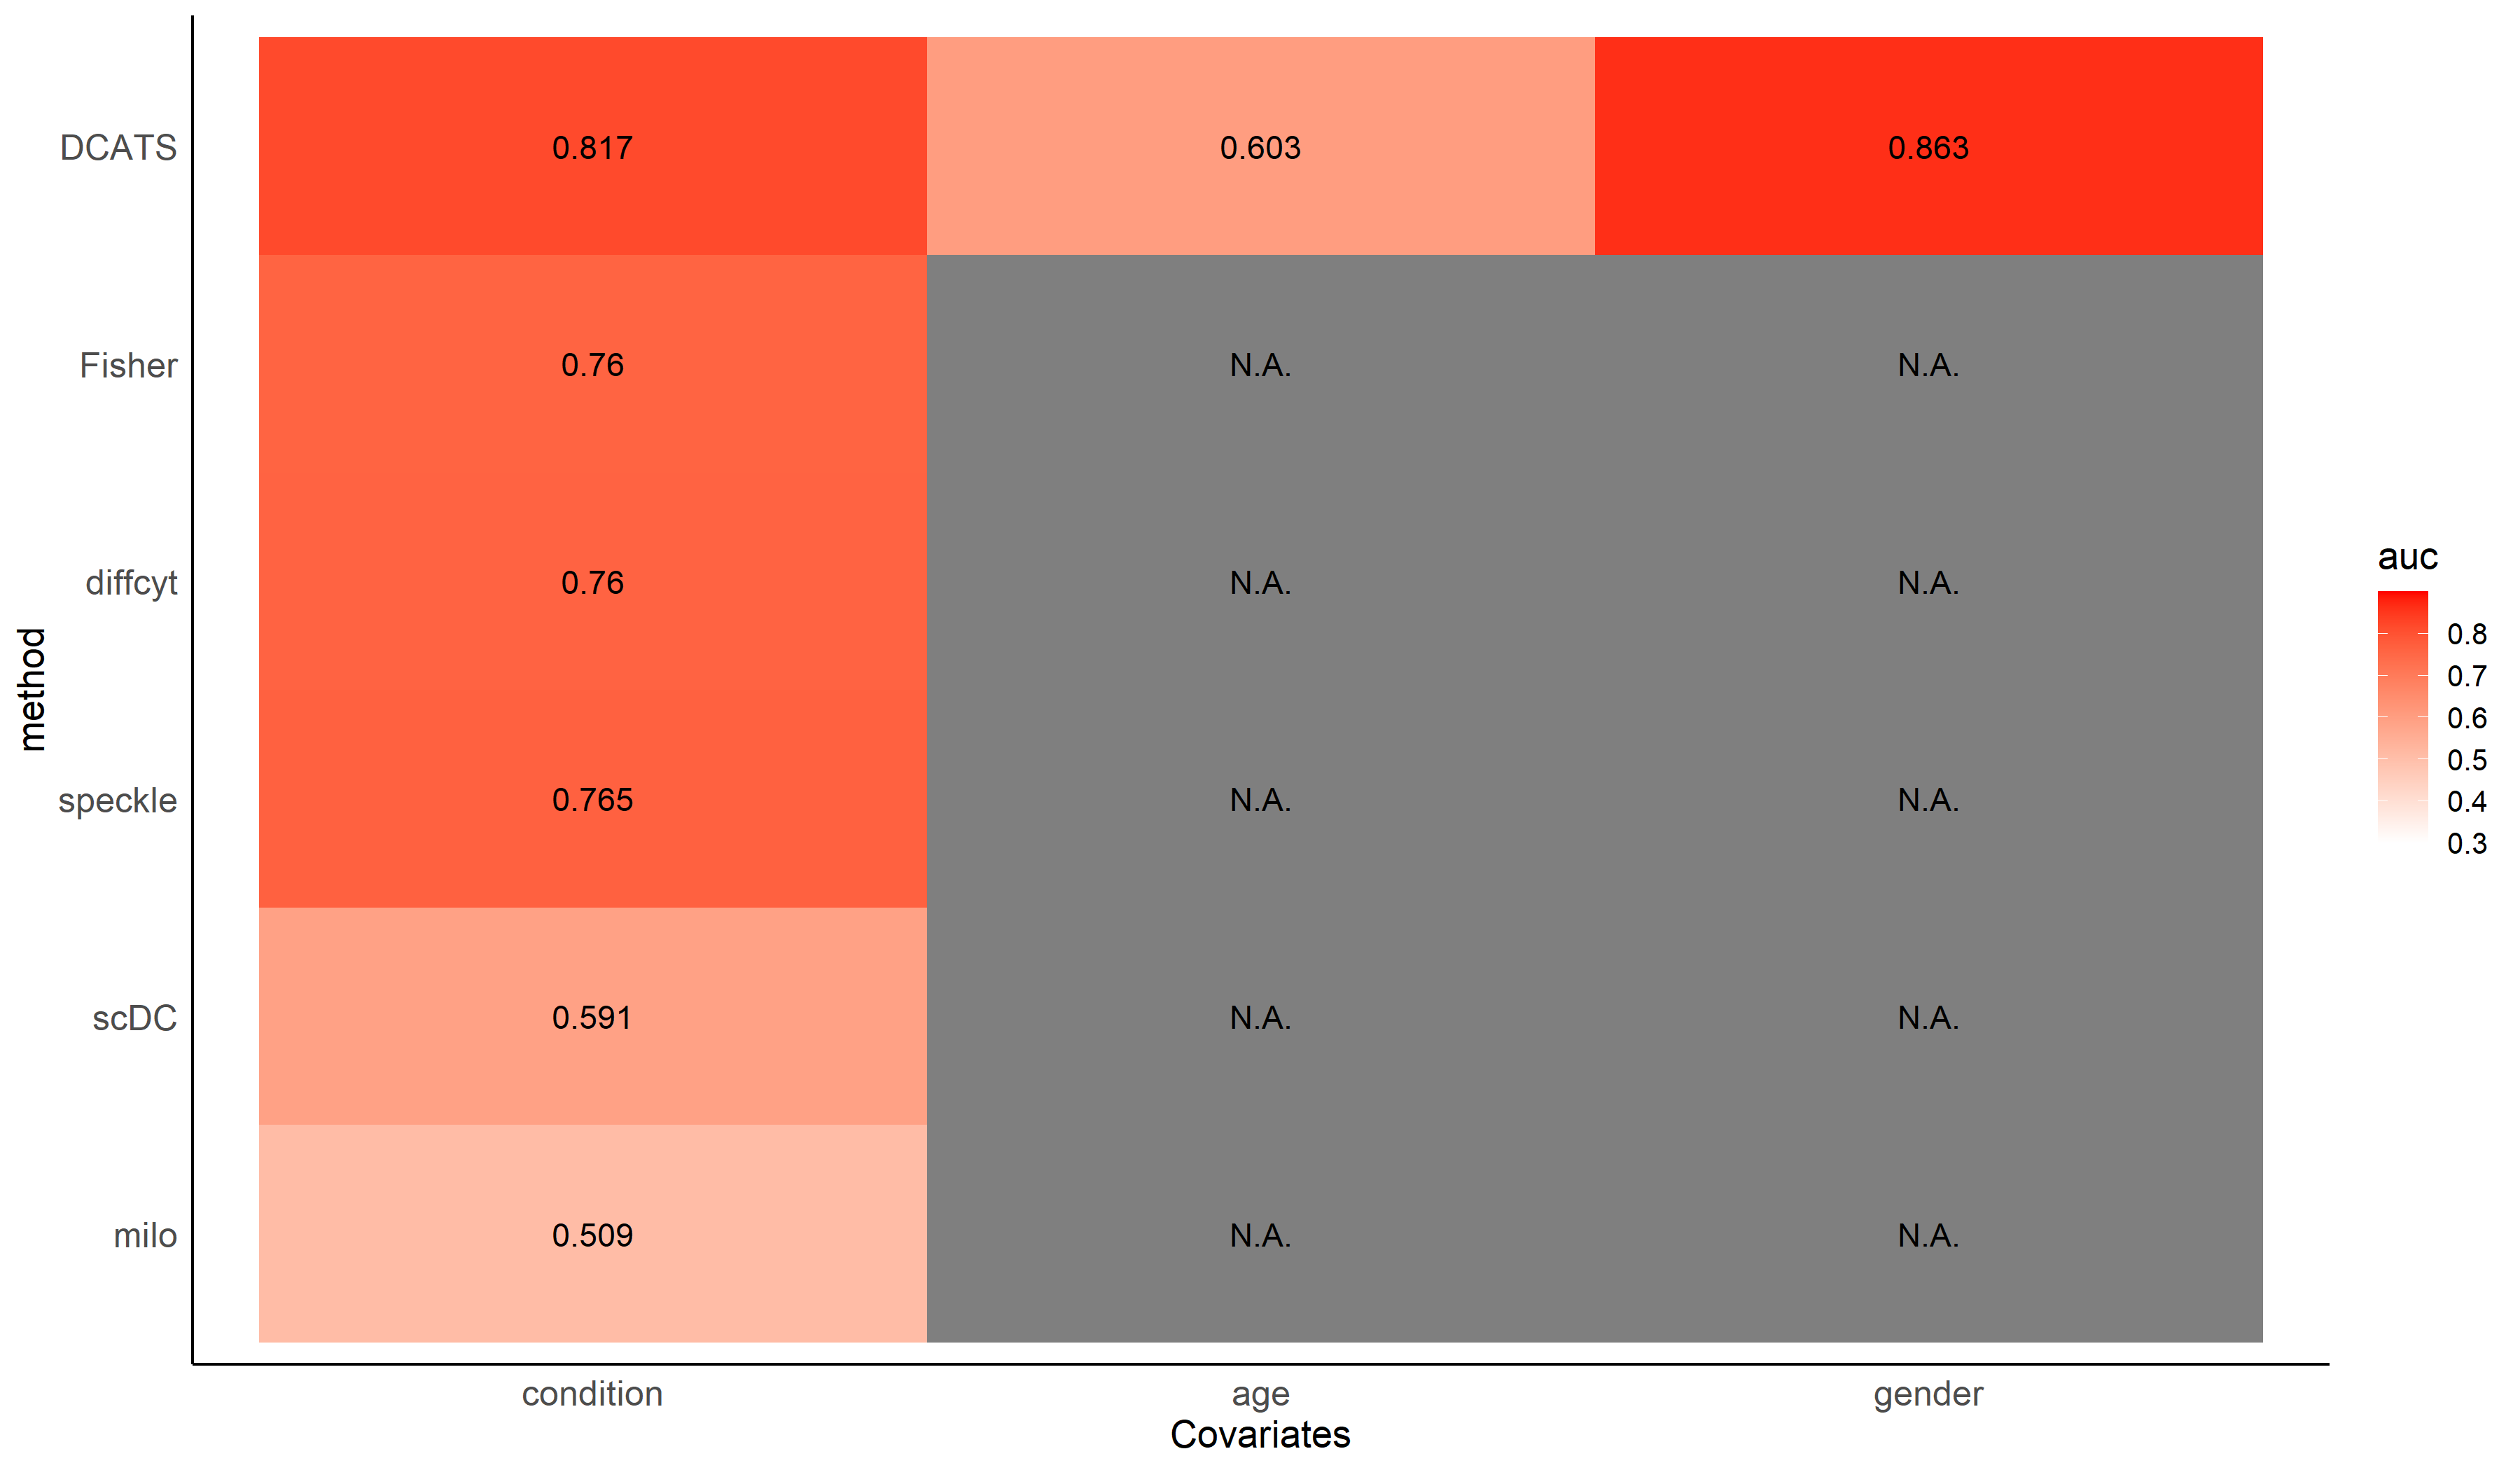 DCATS 0.817 0.603 0.863
Fisher 0.76 N.A. N.A.
diffcyt 0.76 N.A. N.A.
speckle 0.765 N.A. N.A.
scDC 0.591 N.A. N.A.
milo 0.509 N.A. N.A.
method
condition age gender
Covariates
auc
0.8
0.7
0.6
0.5
0.4
0.3